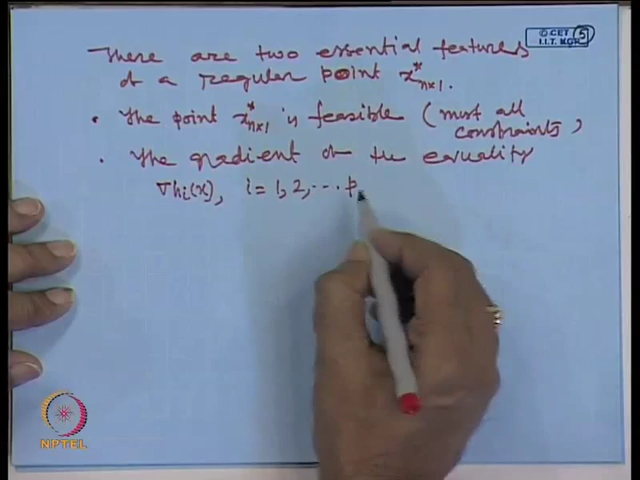 There are two essential features
of a regular point x*ₙₓ₁.
• The point x*ₙₓ₁ is feasible (must all
constraints)
• The gradient of the equality
∇hᵢ(x), i = 1, 2, ... p
© CET
I.I.T. KGP
5
NPTEL